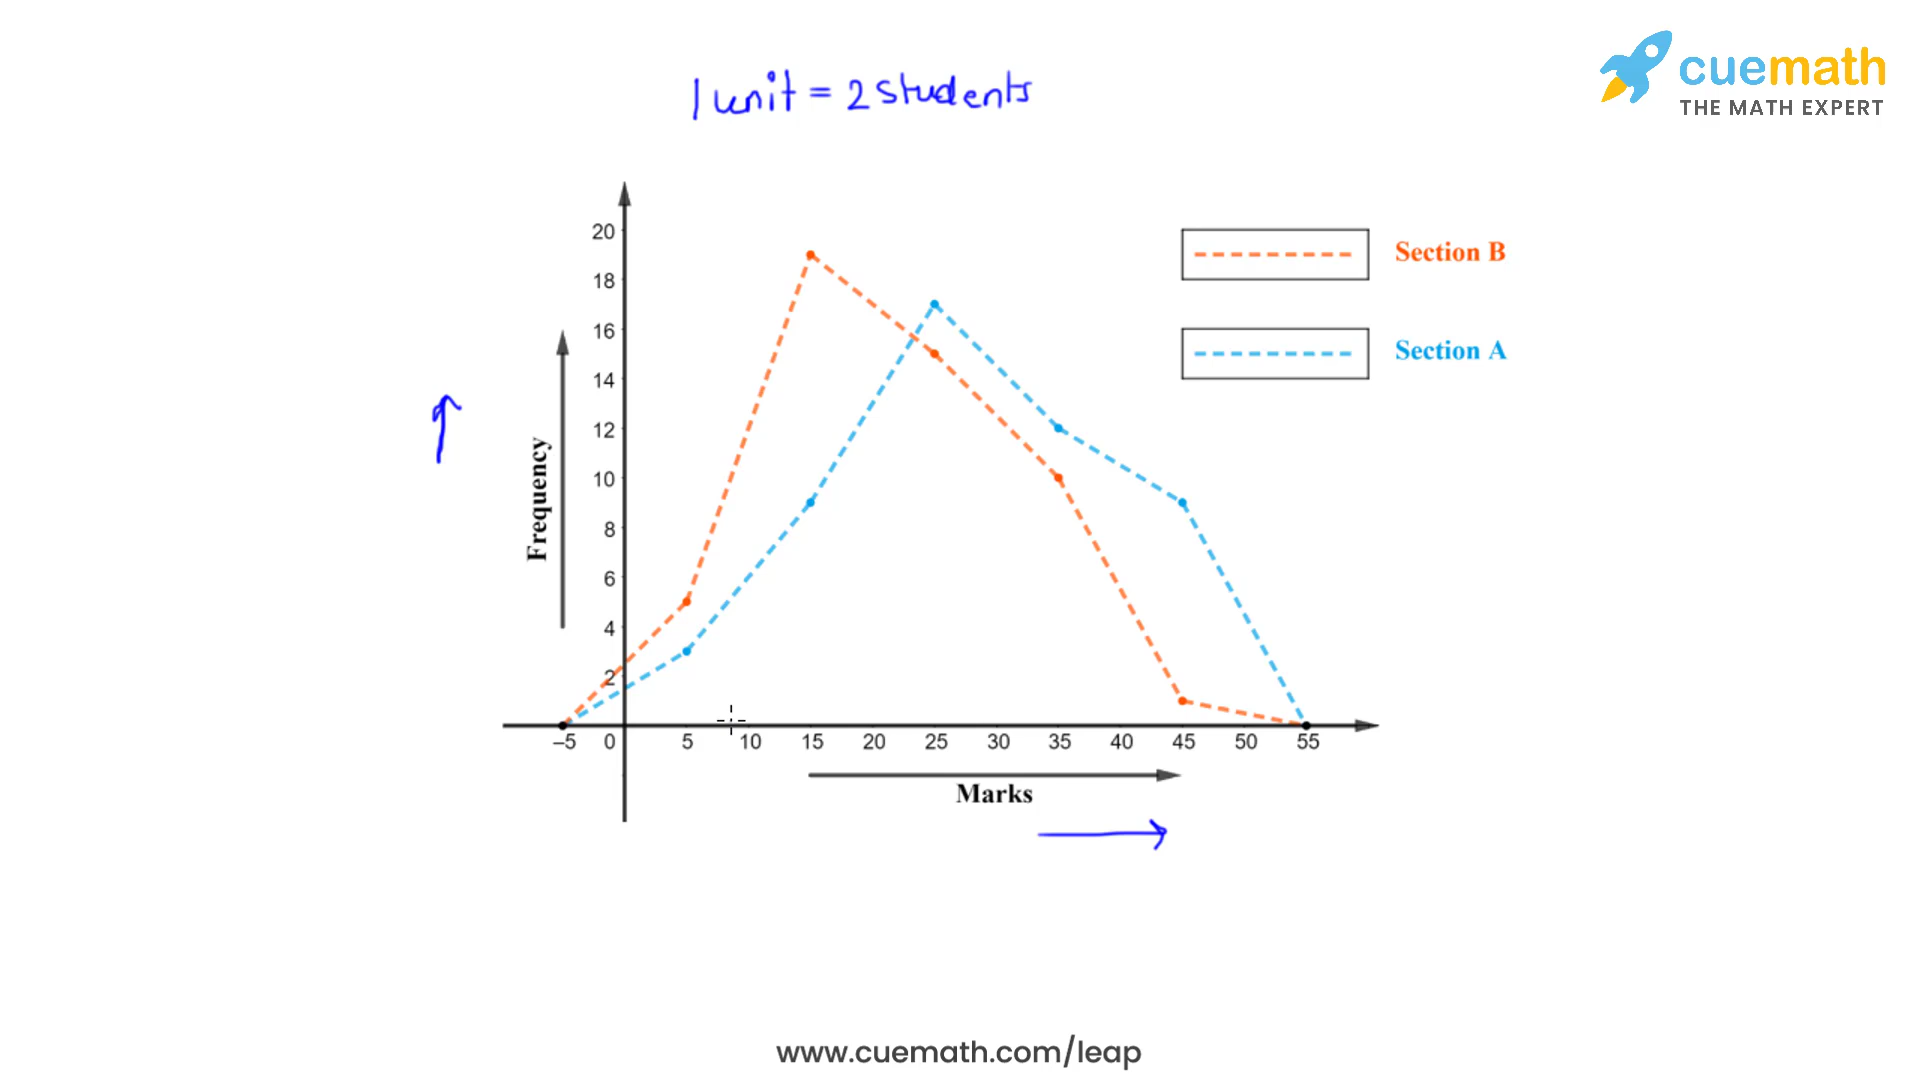 1 unit = 2 students
cuemath
THE MATH EXPERT
20
18
16
14
12
10
8
6
4
2
Frequency
Section B
Section A
–5 0 5 10 15 20 25 30 35 40 45 50 55
Marks
www.cuemath.com/leap